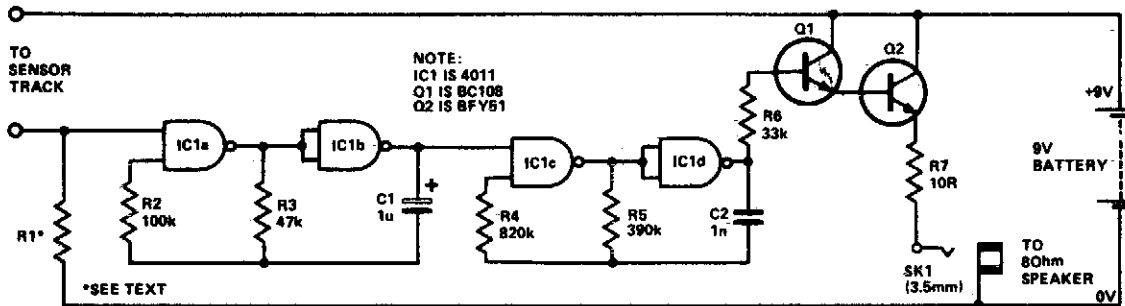 TO
SENSOR
TRACK
NOTE:
IC1 IS 4011
Q1 IS BC108
Q2 IS BFY51
Q1
Q2
IC1a
IC1b
IC1c
IC1d
R6
33k
+9V
9V
BATTERY
R7
10R
R1*
R2
100k
R3
47k
C1
1u
+
R4
820k
R5
390k
C2
1n
SK1
(3.5mm)
TO
8Ohm
SPEAKER
0V
*SEE TEXT